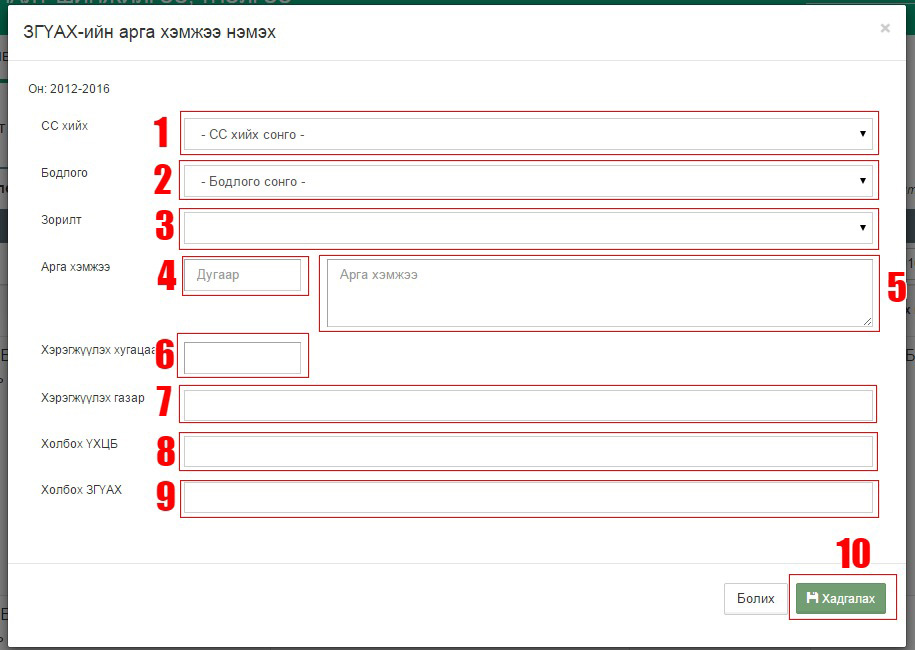 ЗГҮАХ-ийн арга хэмжээ нэмэх ×
Он: 2012-2016
СС хийх 1 - СС хийх сонго -
Бодлого 2 - Бодлого сонго -
Зорилт 3
Арга хэмжээ 4 Дугаар Арга хэмжээ 5
Хэрэгжүүлэх хугацаа 6
Хэрэгжүүлэх газар 7
Холбох ҮХЦБ 8
Холбох ЗГҮАХ 9
10
Болих Хадгалах